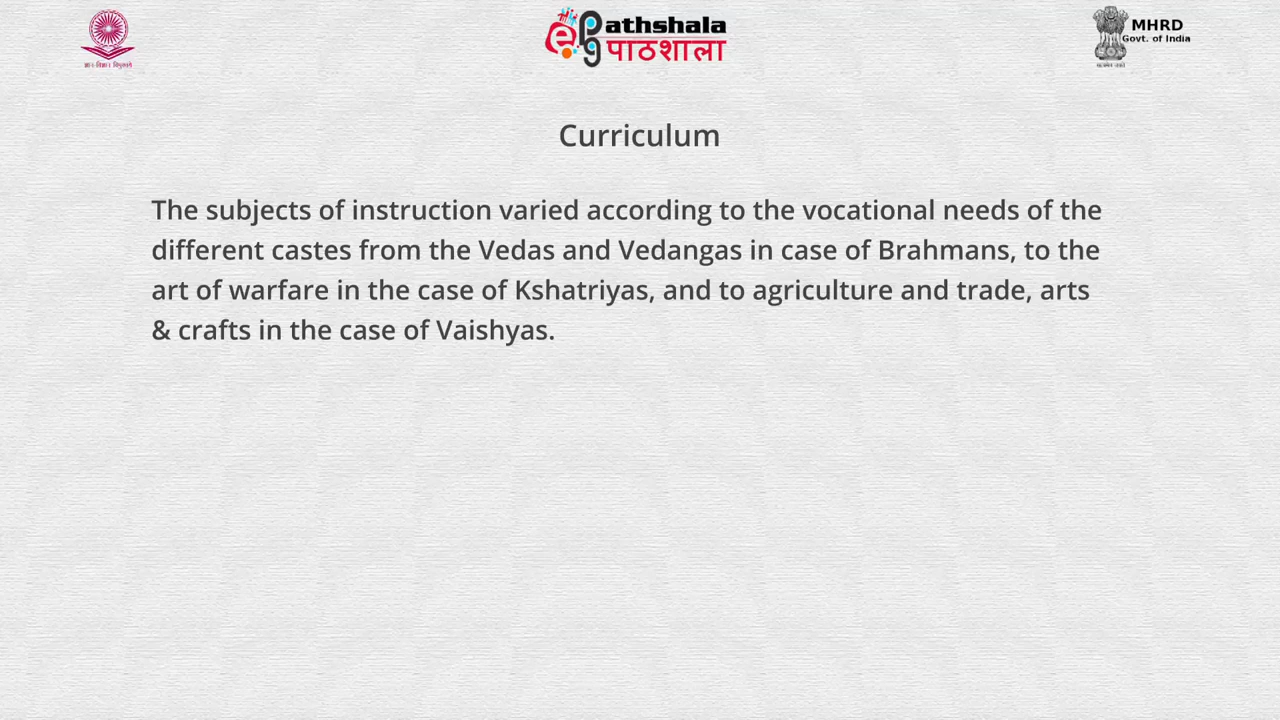 ePathshala
पाठशाला
MHRD
Govt. of India
Curriculum
The subjects of instruction varied according to the vocational needs of the
different castes from the Vedas and Vedangas in case of Brahmans, to the
art of warfare in the case of Kshatriyas, and to agriculture and trade, arts
& crafts in the case of Vaishyas.